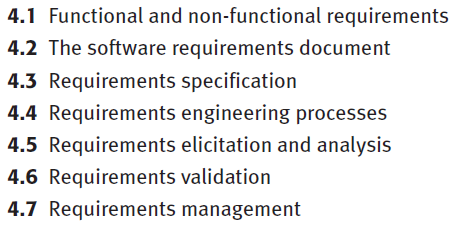 4.1 Functional and non-functional requirements
4.2 The software requirements document
4.3 Requirements specification
4.4 Requirements engineering processes
4.5 Requirements elicitation and analysis
4.6 Requirements validation
4.7 Requirements management